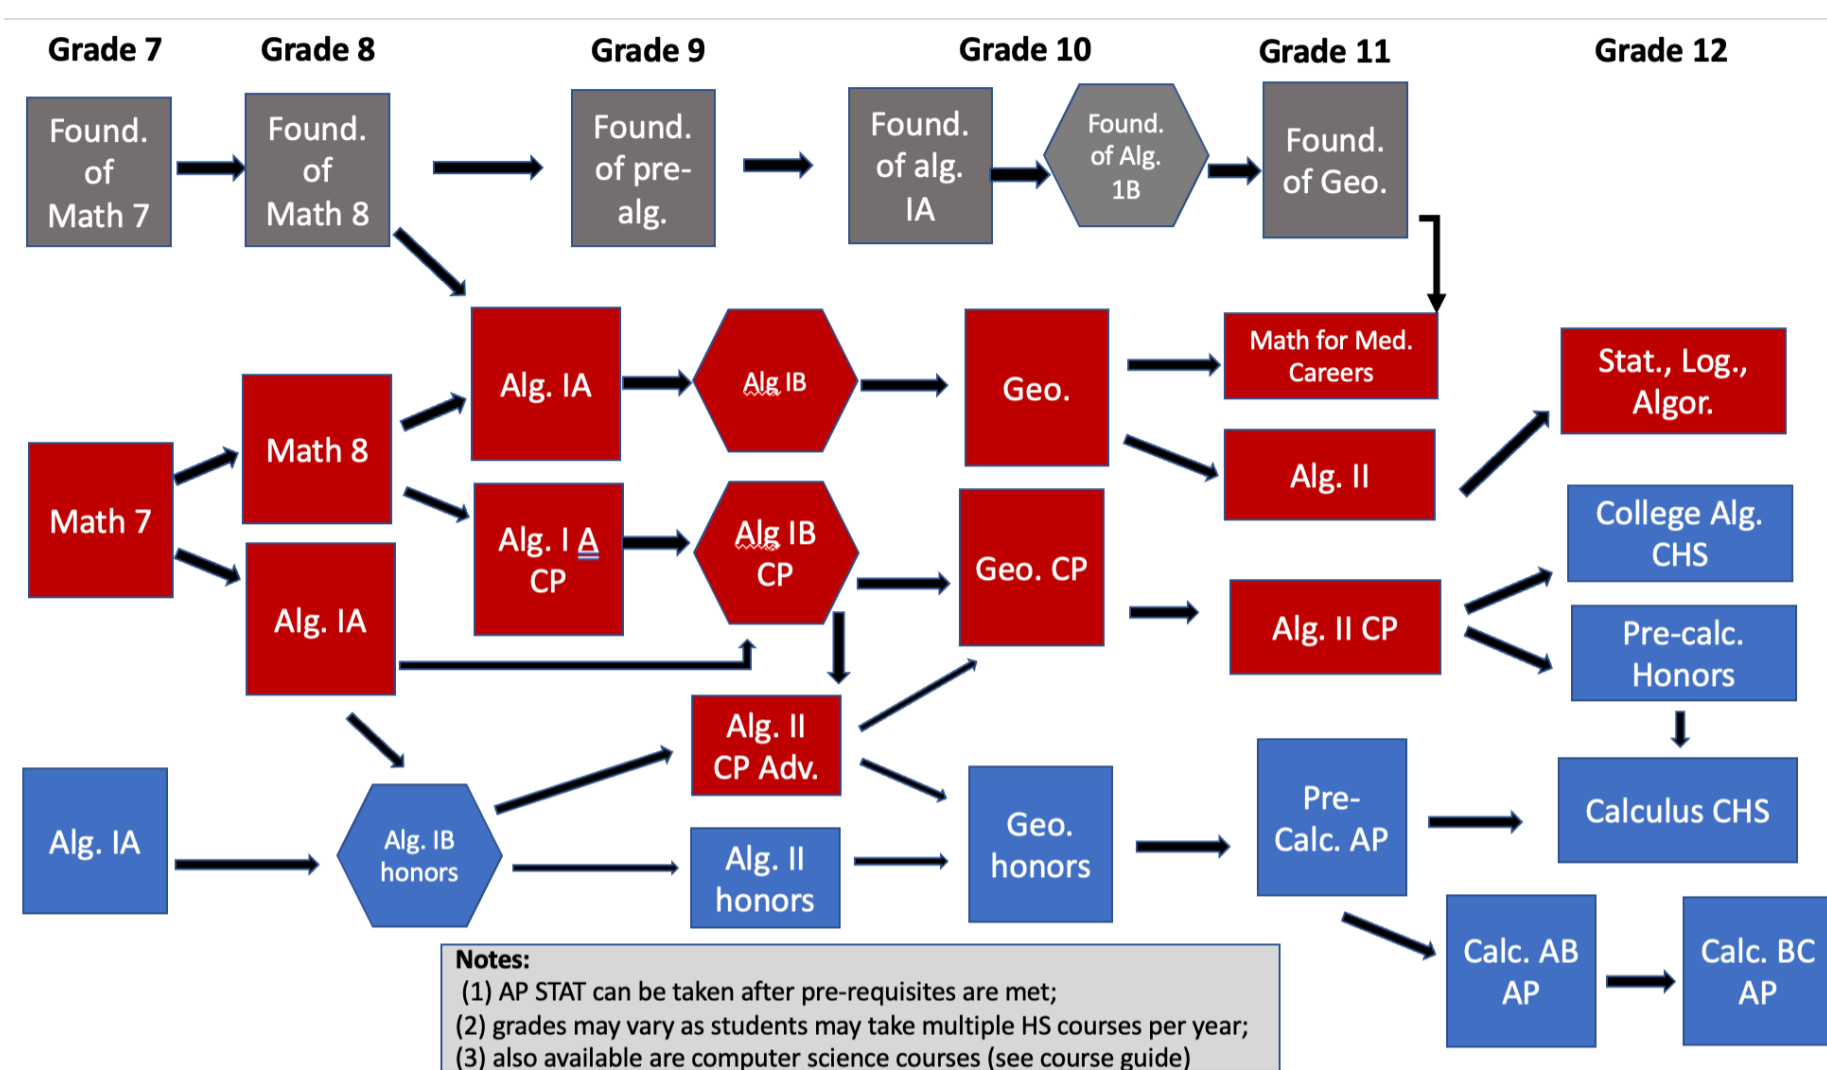 Grade 7
Grade 8
Grade 9
Grade 10
Grade 11
Grade 12
Found.
of
Math 7
Found.
of
Math 8
Found.
of pre-
alg.
Found.
of alg.
IA
Found.
of Alg.
1B
Found.
of Geo.
Math 7
Math 8
Alg. IA
Alg. IA
Alg IB
Geo.
Math for Med.
Careers
Alg. II
Stat., Log.,
Algor.
Alg. I A
CP
Alg IB
CP
Geo. CP
Alg. II CP
College Alg.
CHS
Pre-calc.
Honors
Alg. IA
Alg. IB
honors
Alg. II
CP Adv.
Alg. II
honors
Geo.
honors
Pre-
Calc. AP
Calculus CHS
Calc. AB
AP
Calc. BC
AP
Notes:
(1) AP STAT can be taken after pre-requisites are met;
(2) grades may vary as students may take multiple HS courses per year;
(3) also available are computer science courses (see course guide)